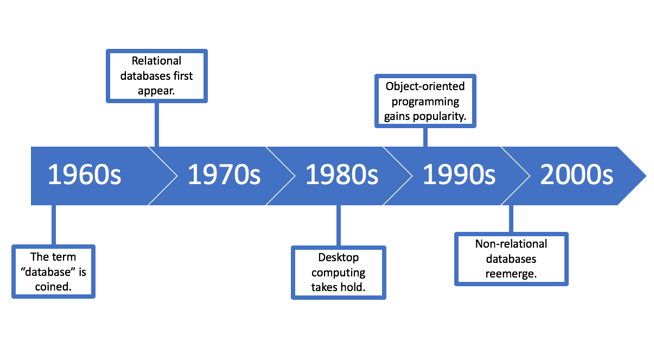 Relational
databases first
appear.
Object-oriented
programming
gains popularity.
1960s
1970s
1980s
1990s
2000s
The term
“database” is
coined.
Desktop
computing
takes hold.
Non-relational
databases
reemerge.